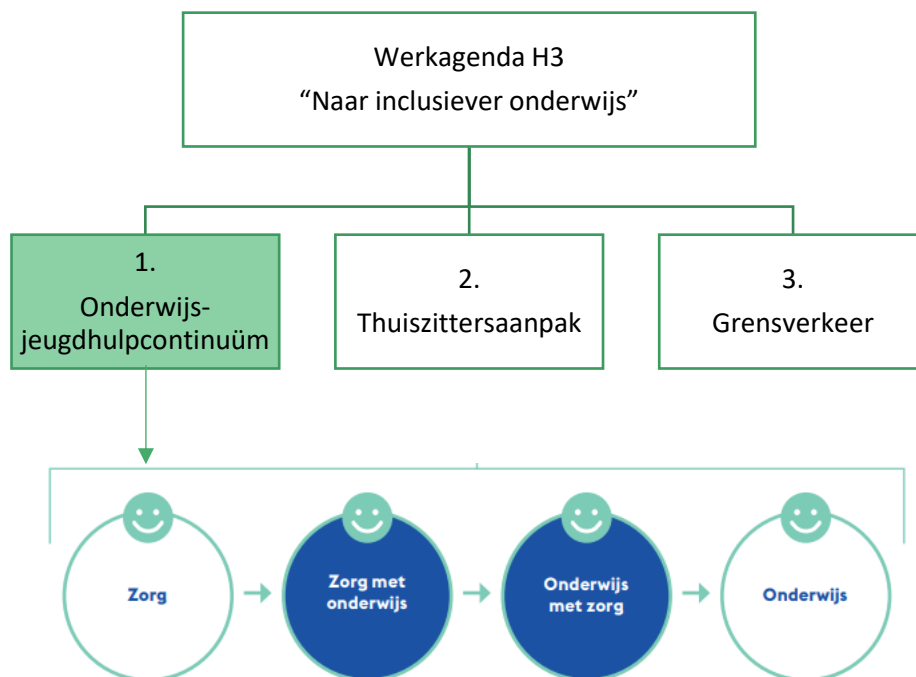 Werkagenda H3
“Naar inclusiever onderwijs”
1.
Onderwijs-
jeugdhulpcontinuüm
2.
Thuiszittersaanpak
3.
Grensverkeer
Zorg
Zorg met
onderwijs
Onderwijs
met zorg
Onderwijs